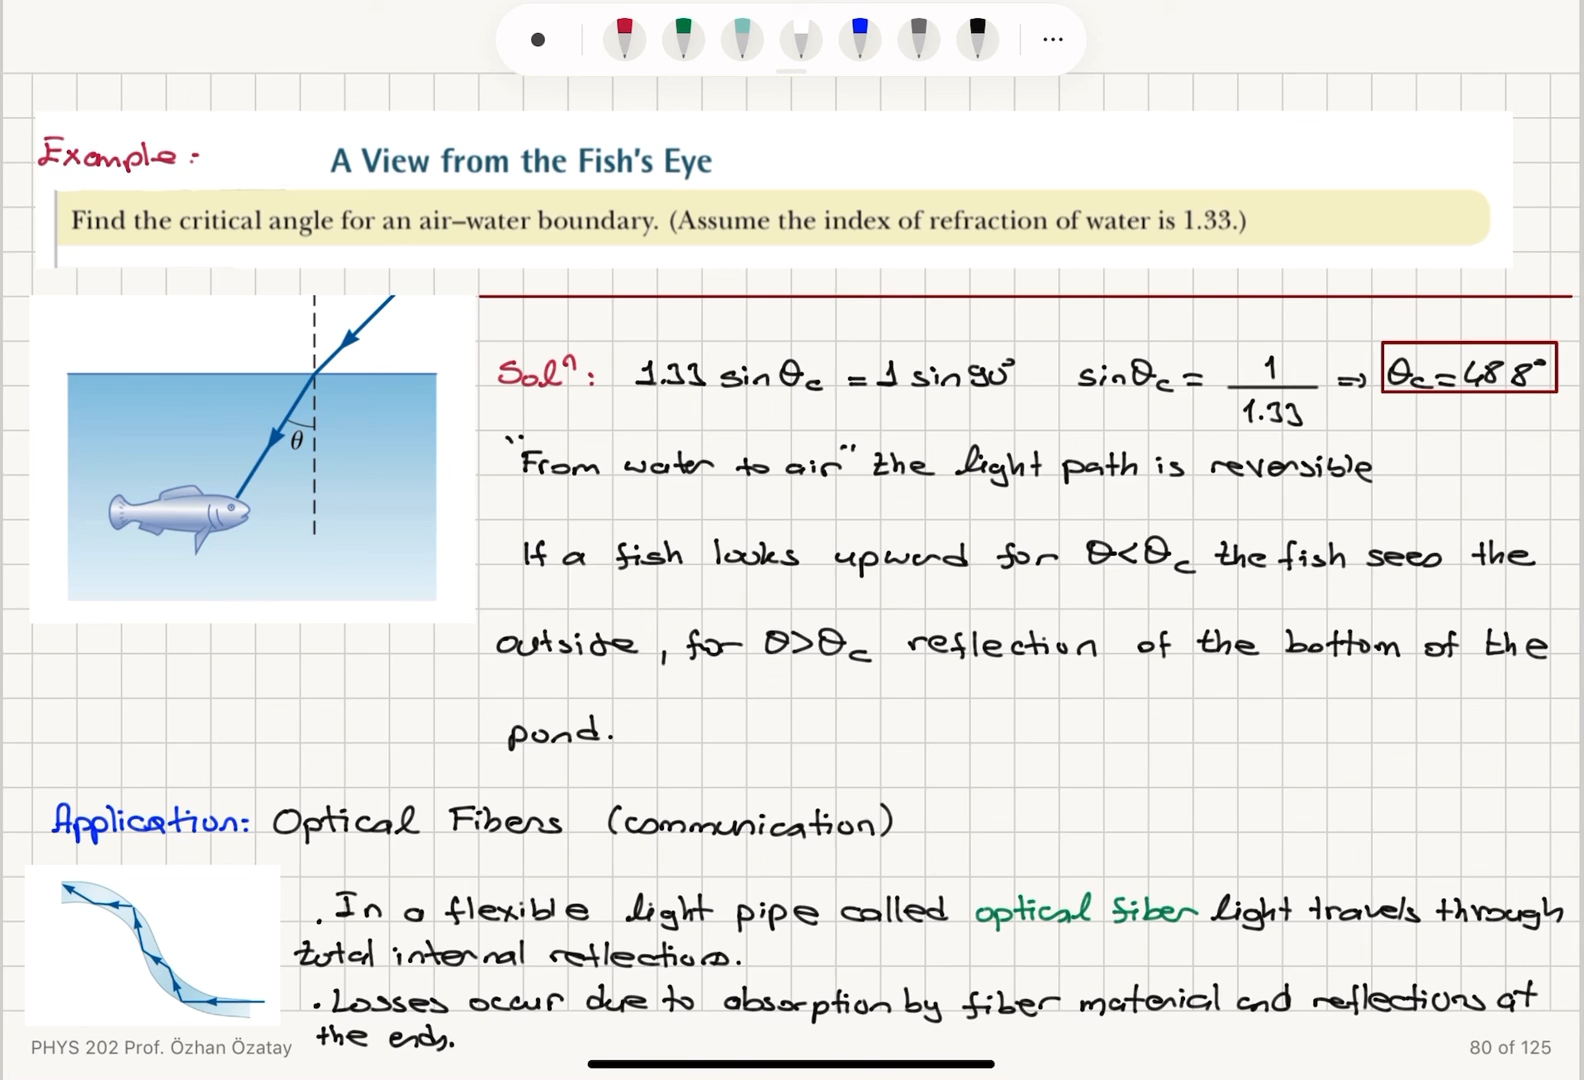 Example:
A View from the Fish's Eye
Find the critical angle for an air–water boundary. (Assume the index of refraction of water is 1.33.)
θ
Solⁿ: 1.33 sin θc = 1 sin 90° sin θc = 1/1.33 ⇒ θc = 48 8°
"From water to air" the light path is reversible
If a fish looks upward for θ<θc the fish sees the
outside, for θ>θc reflection of the bottom of the
pond.
Application: Optical Fibers (communication)
. In a flexible light pipe called optical fiber light travels through
total internal reflections.
. Losses occur due to absorption by fiber material and reflections at
the ends.
PHYS 202 Prof. Özhan Özatay
80 of 125